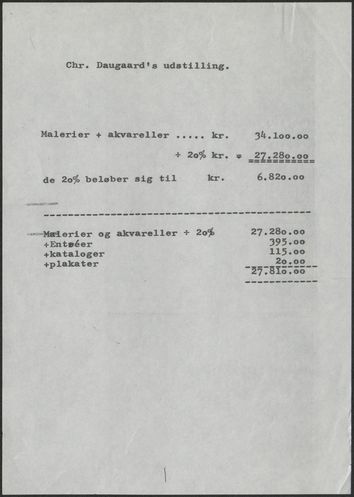 Chr. Daugaard's udstilling.
Malerier + akvareller ..... kr. 34.100.00
÷ 20% kr. = 27.280.00
de 20% beløber sig til kr. 6.820.00
Malerier og akvareller ÷ 20% 27.280.00
+Entréer 395.00
+kataloger 115.00
+plakater 20.00
27.810.00